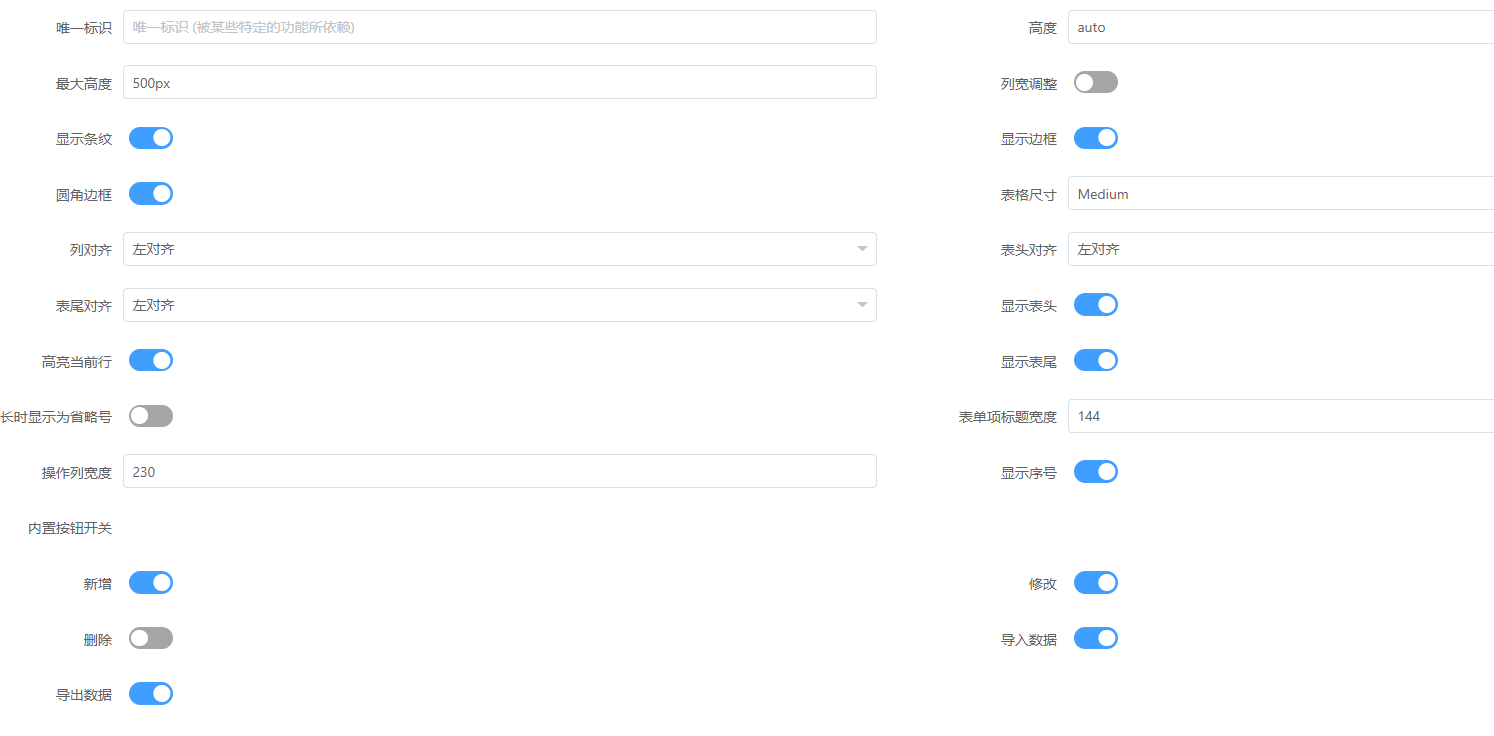 唯一标识 唯一标识 (被某些特定的功能所依赖) 高度 auto
最大高度 500px 列宽调整
显示条纹 显示边框
圆角边框 表格尺寸 Medium
列对齐 左对齐 表头对齐 左对齐
表尾对齐 左对齐 显示表头
高亮当前行 显示表尾
长时显示为省略号 表单项标题宽度 144
操作列宽度 230 显示序号
内置按钮开关
新增 修改
删除 导入数据
导出数据